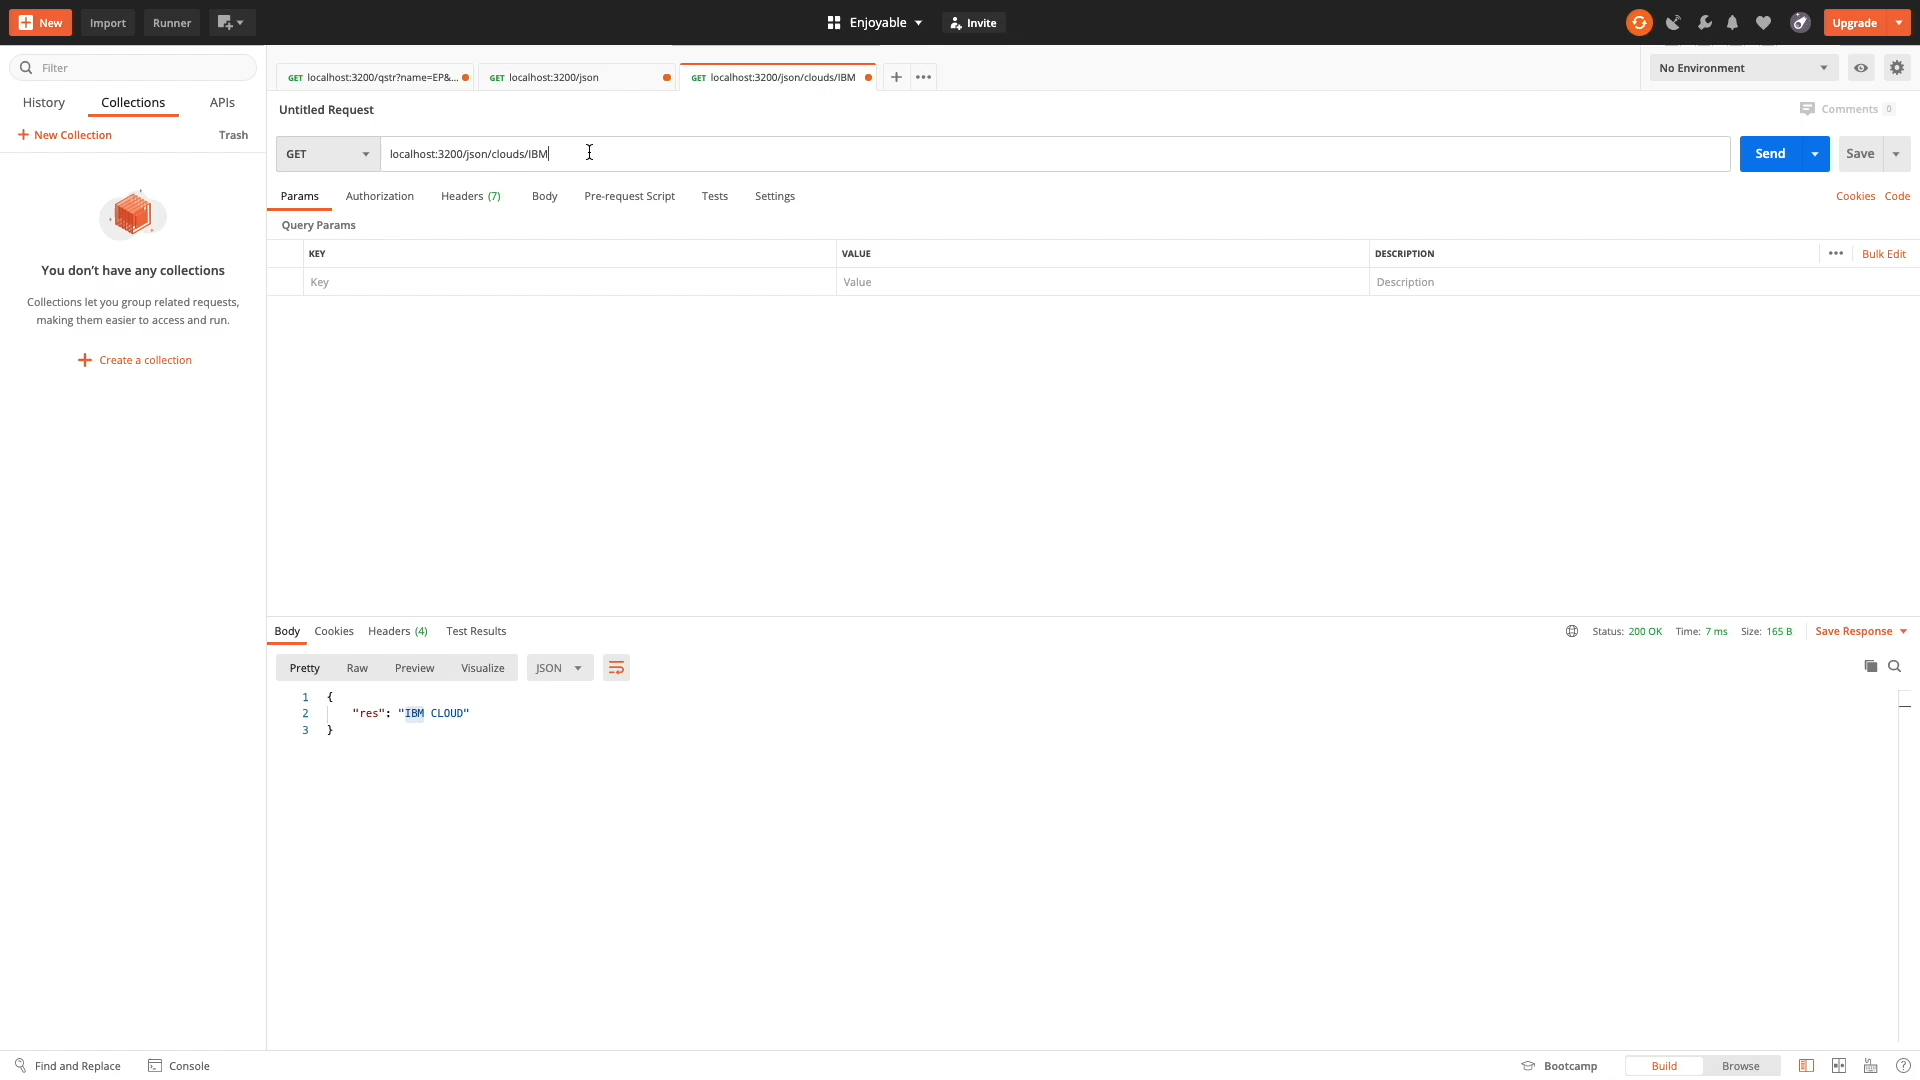 New
Import
Runner
Enjoyable
Invite
Upgrade
Filter
History
Collections
APIs
New Collection
Trash
You don't have any collections
Collections let you group related requests,
making them easier to access and run.
Create a collection
GET localhost:3200/qstr?name=EP&...
GET localhost:3200/json
GET localhost:3200/json/clouds/IBM
No Environment
Untitled Request
Comments 0
GET
localhost:3200/json/clouds/IBM
Send
Save
Params
Authorization
Headers (7)
Body
Pre-request Script
Tests
Settings
Cookies
Code
Query Params
KEY
VALUE
DESCRIPTION
Bulk Edit
Key
Value
Description
Body
Cookies
Headers (4)
Test Results
Status: 200 OK
Time: 7 ms
Size: 165 B
Save Response
Pretty
Raw
Preview
Visualize
JSON
1 {
2 "res": "IBM CLOUD"
3 }
Find and Replace
Console
Bootcamp
Build
Browse